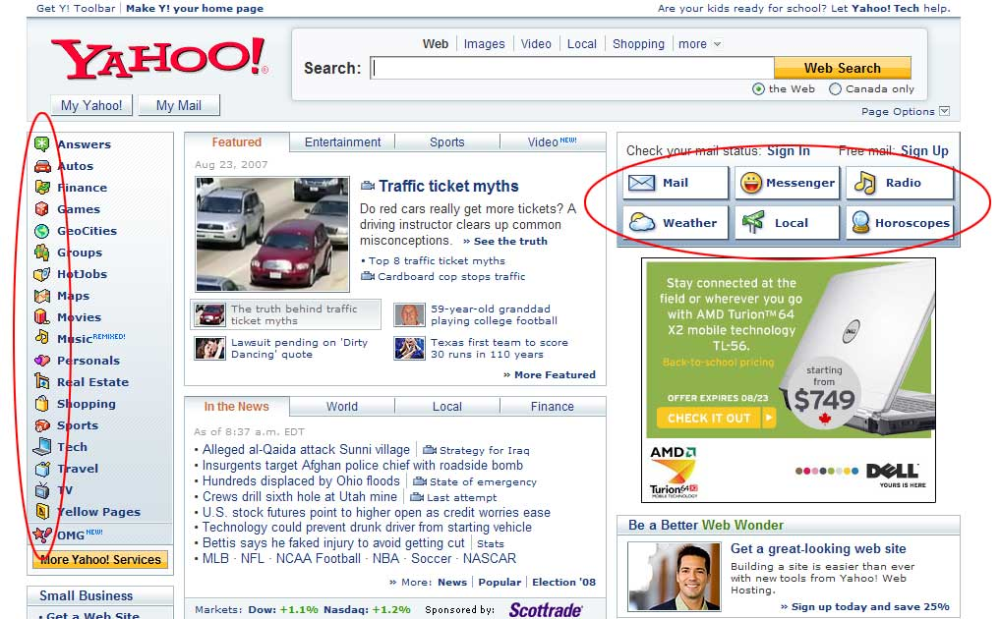 Get Y! Toolbar | Make Y! your home page
Are your kids ready for school? Let Yahoo! Tech help.
YAHOO!®
Web Images Video Local Shopping more
Search: Web Search
the Web Canada only
My Yahoo! My Mail
Page Options
Answers
Autos
Finance
Games
GeoCities
Groups
HotJobs
Maps
Movies
Music REMIXED!
Personals
Real Estate
Shopping
Sports
Tech
Travel
TV
Yellow Pages
OMG NEW!
More Yahoo! Services
Small Business
• Get a Web Site
Featured Entertainment Sports Video NEW!
Aug 23, 2007
Traffic ticket myths
Do red cars really get more tickets? A
driving instructor clears up common
misconceptions. » See the truth
• Top 8 traffic ticket myths
Cardboard cop stops traffic
The truth behind traffic
ticket myths
59-year-old granddad
playing college football
Lawsuit pending on 'Dirty
Dancing' quote
Texas first team to score
30 runs in 110 years
» More Featured
In the News World Local Finance
As of 8:37 a.m. EDT
• Alleged al-Qaida attack Sunni village | Strategy for Iraq
• Insurgents target Afghan police chief with roadside bomb
• Hundreds displaced by Ohio floods | State of emergency
• Crews drill sixth hole at Utah mine | Last attempt
• U.S. stock futures point to higher open as credit worries ease
• Technology could prevent drunk driver from starting vehicle
• Bettis says he faked injury to avoid getting cut | Stats
• MLB · NFL · NCAA Football · NBA · Soccer · NASCAR
» More: News | Popular | Election '08
Markets: Dow: +1.1% Nasdaq: +1.2% Sponsored by: Scottrade
Check your mail status: Sign In Free mail: Sign Up
Mail Messenger Radio
Weather Local Horoscopes
Stay connected at the
field or wherever you go
with AMD Turion™ 64
X2 mobile technology
TL-56.
Back-to-school pricing
starting
from
$749
OFFER EXPIRES 08/23
CHECK IT OUT
DELL
AMD
Turion 64 X2
MOBILE TECHNOLOGY
DELL
YOURS IS HERE
Be a Better Web Wonder
Get a great-looking web site
Building a site is easier than ever
with new tools from Yahoo! Web
Hosting.
» Sign up today and save 25%